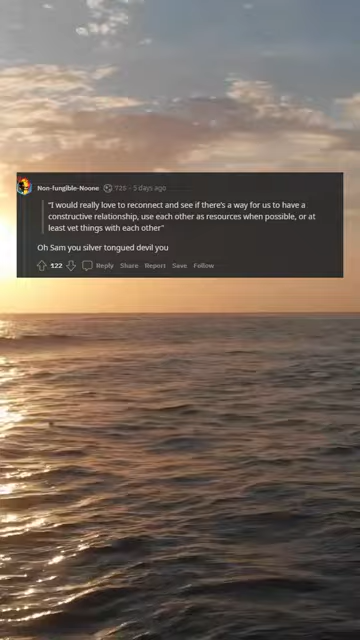 Non-fungible-Noone 729 · 5 days ago
"I would really love to reconnect and see if there's a way for us to have a
constructive relationship, use each other as resources when possible, or at
least vet things with each other"
Oh Sam you silver tongued devil you
122 Reply Share Report Save Follow